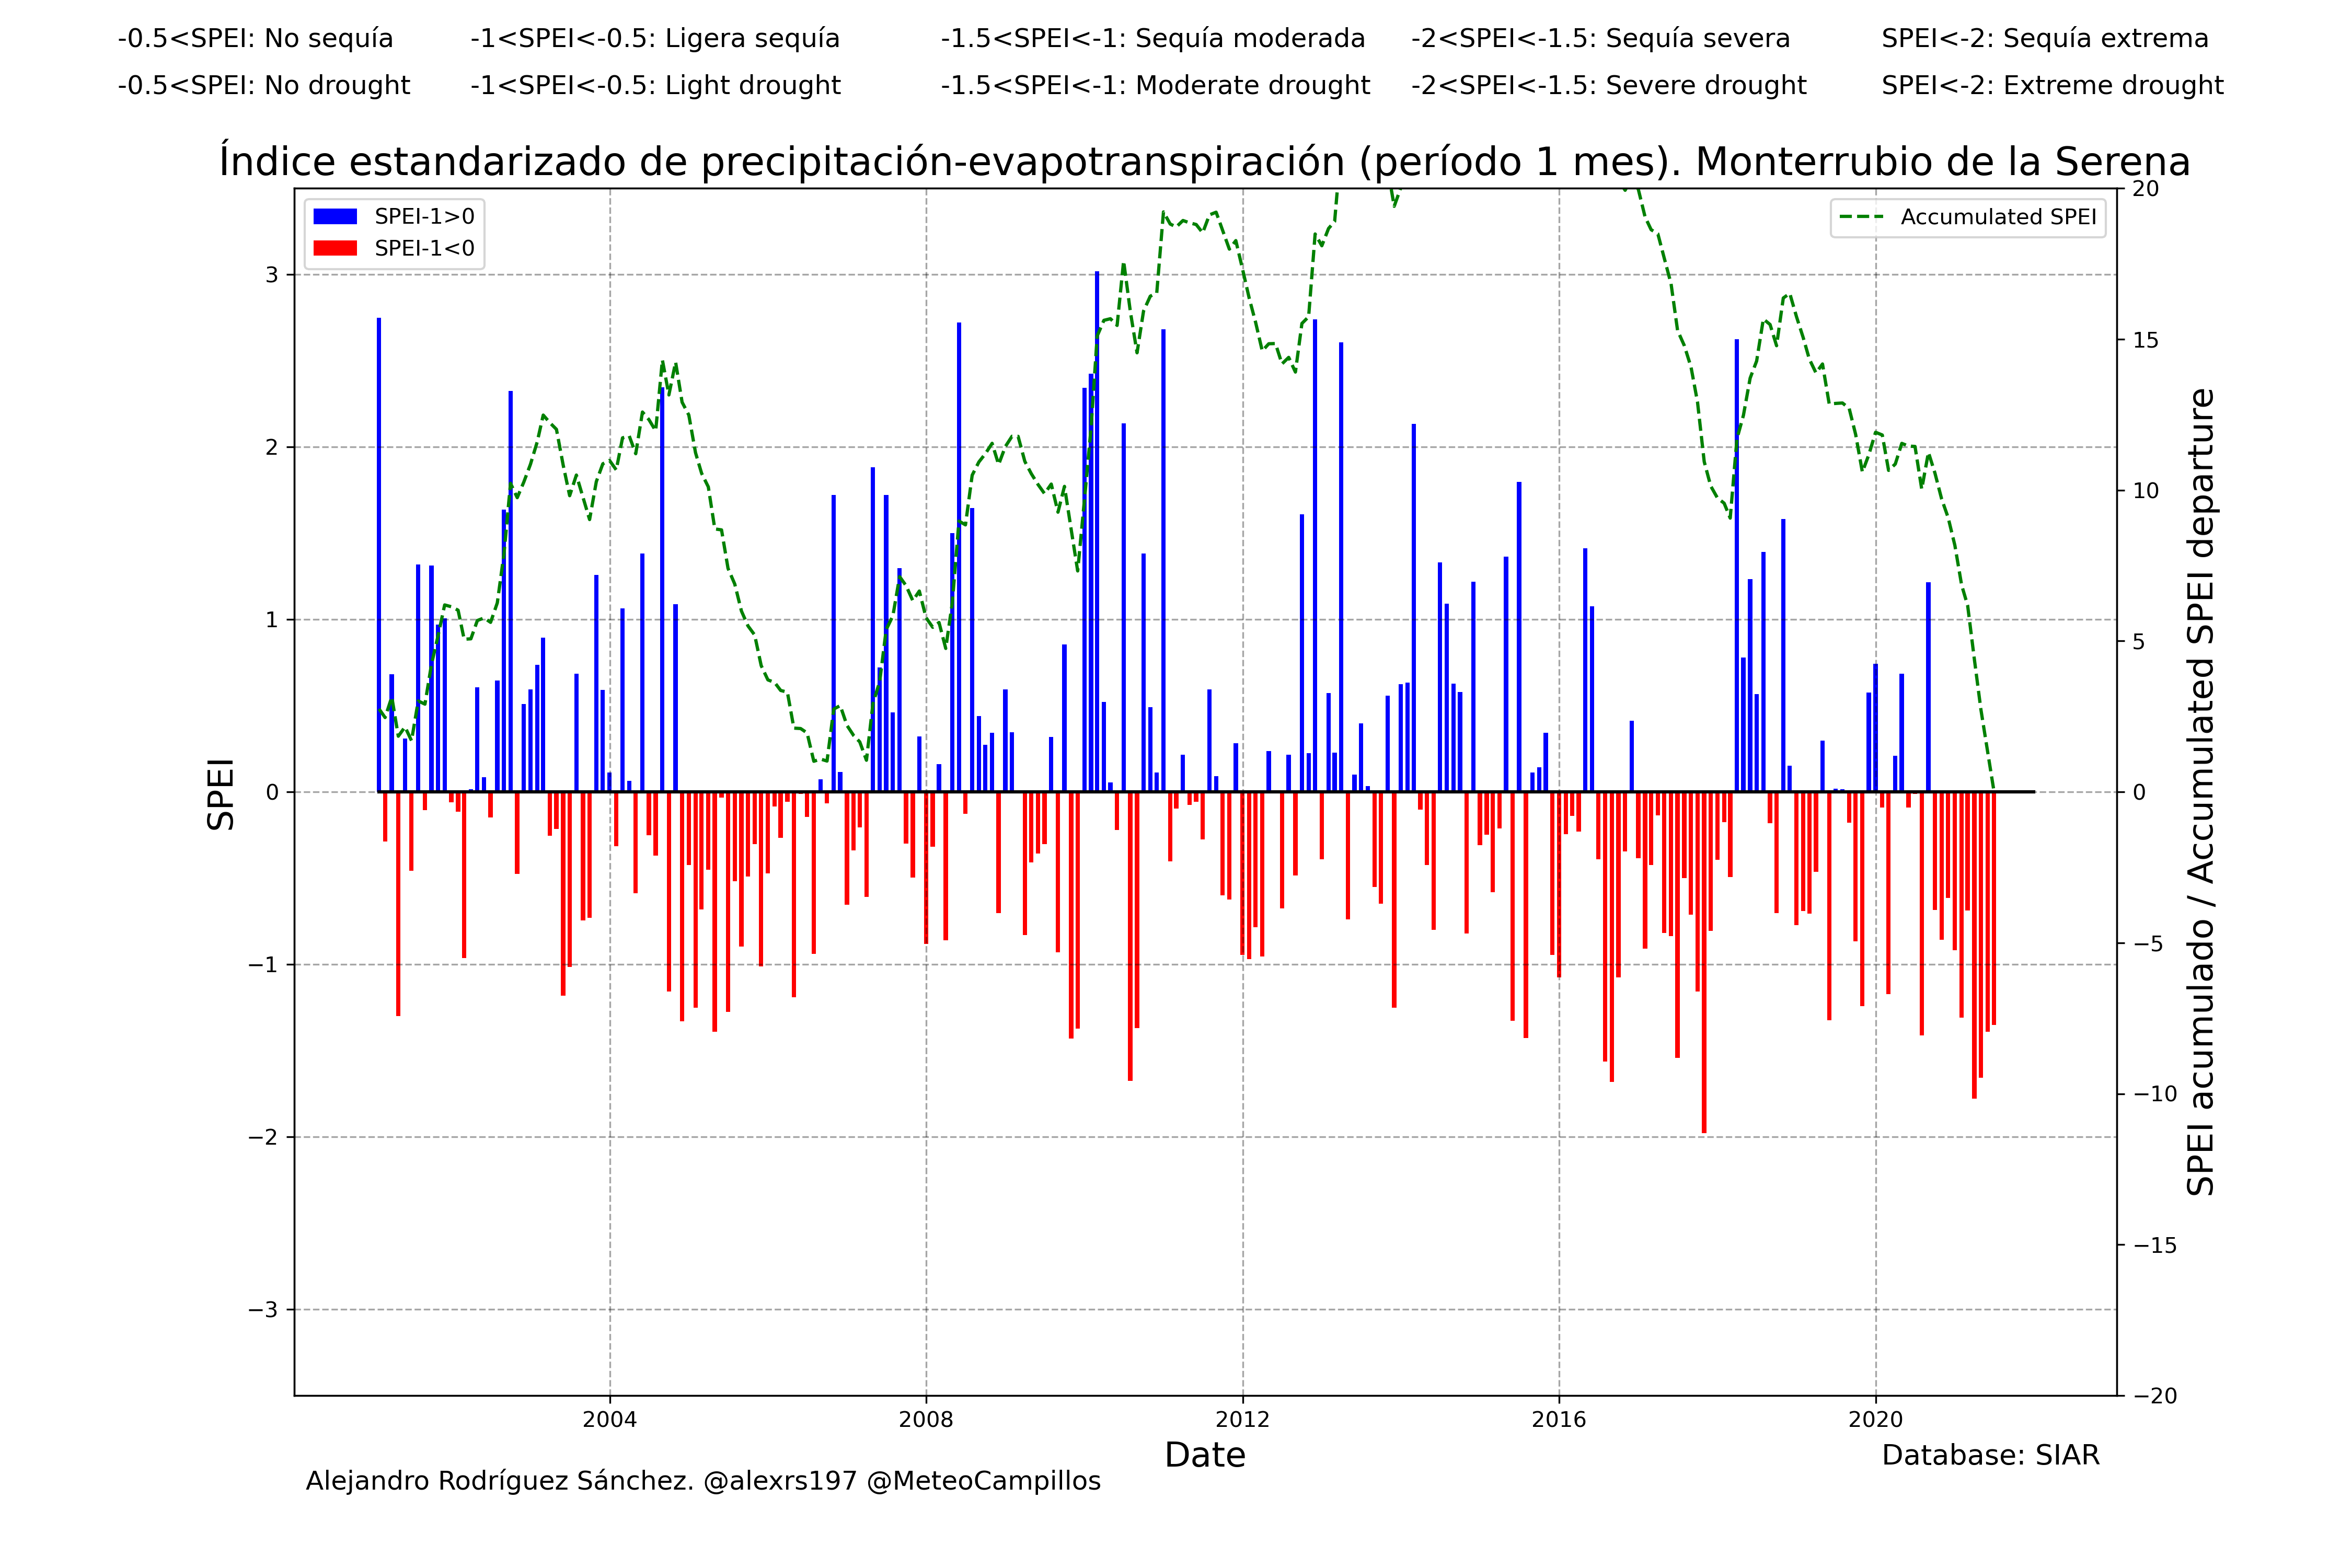 -0.5<SPEI: No sequía -1<SPEI<-0.5: Ligera sequía -1.5<SPEI<-1: Sequía moderada -2<SPEI<-1.5: Sequía severa SPEI<-2: Sequía extrema
-0.5<SPEI: No drought -1<SPEI<-0.5: Light drought -1.5<SPEI<-1: Moderate drought -2<SPEI<-1.5: Severe drought SPEI<-2: Extreme drought
Índice estandarizado de precipitación-evapotranspiración (período 1 mes). Monterrubio de la Serena
SPEI-1>0
SPEI-1<0
Accumulated SPEI
SPEI
3
2
1
0
−1
−2
−3
20
15
10
5
0
−5
−10
−15
−20
SPEI acumulado / Accumulated SPEI departure
2004 2008 2012 2016 2020
Date
Database: SIAR
Alejandro Rodríguez Sánchez. @alexrs197 @MeteoCampillos